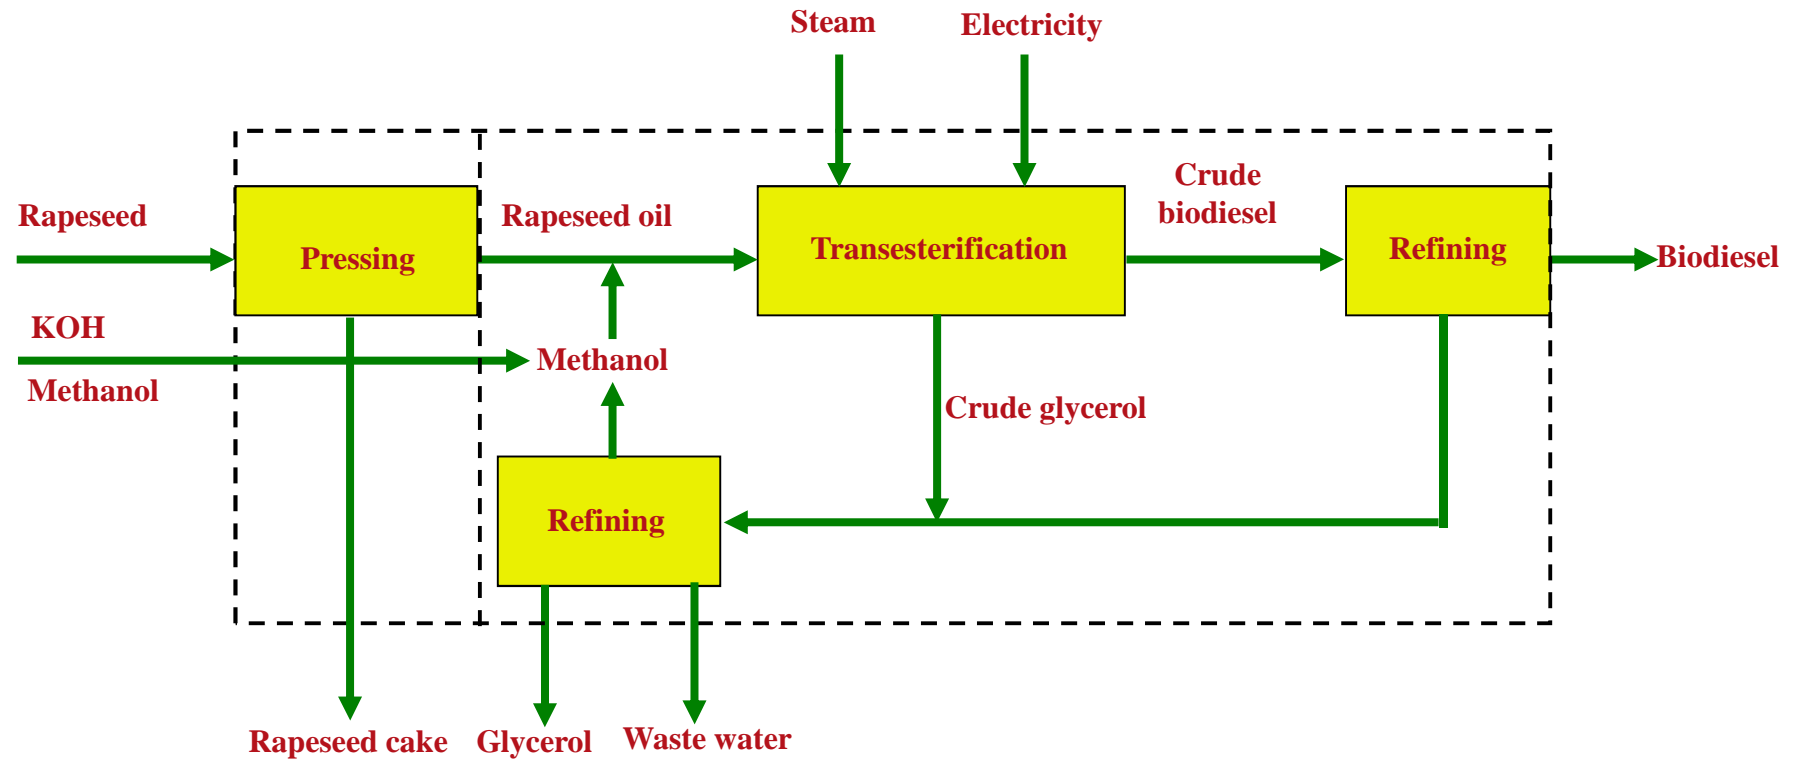 Steam
Electricity
Crude
biodiesel
Rapeseed
Rapeseed oil
Transesterification
Refining
Pressing
Biodiesel
KOH
Methanol
Methanol
Crude glycerol
Refining
Rapeseed cake
Glycerol
Waste water